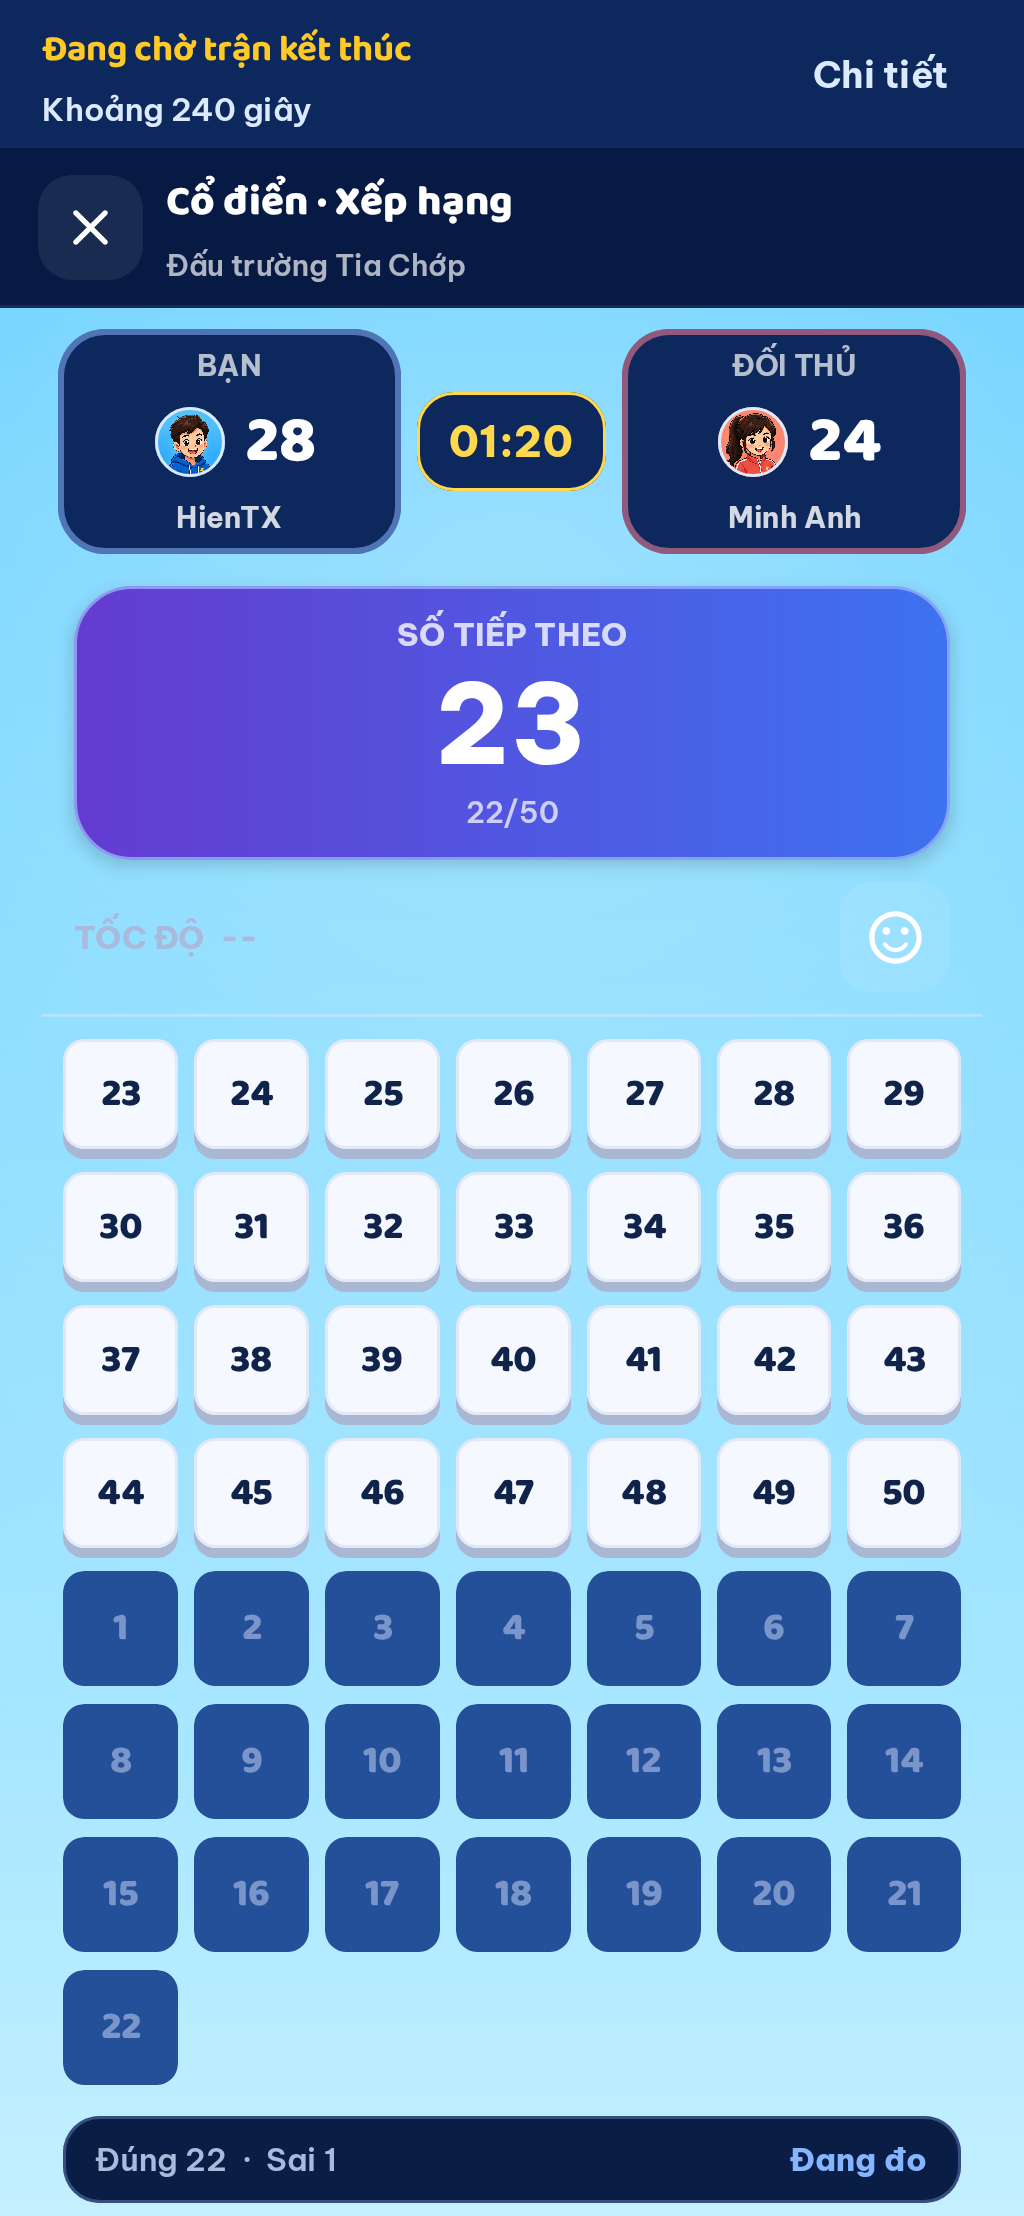 Đang chờ trận kết thúc
Khoảng 240 giây
Chi tiết
Cổ điển · Xếp hạng
Đấu trường Tia Chớp
BẠN
28
HienTX
01:20
ĐỐI THỦ
24
Minh Anh
SỐ TIẾP THEO
23
22/50
TỐC ĐỘ --
23 24 25 26 27 28 29
30 31 32 33 34 35 36
37 38 39 40 41 42 43
44 45 46 47 48 49 50
1 2 3 4 5 6 7
8 9 10 11 12 13 14
15 16 17 18 19 20 21
22
Đúng 22 · Sai 1
Đang đo